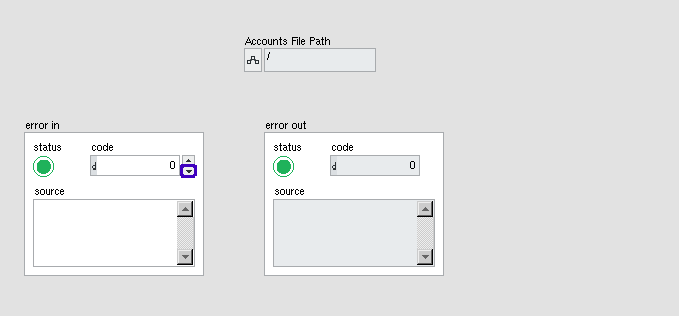 Accounts File Path
/
error in
error out
status
code
status
code
d
0
d
0
source
source